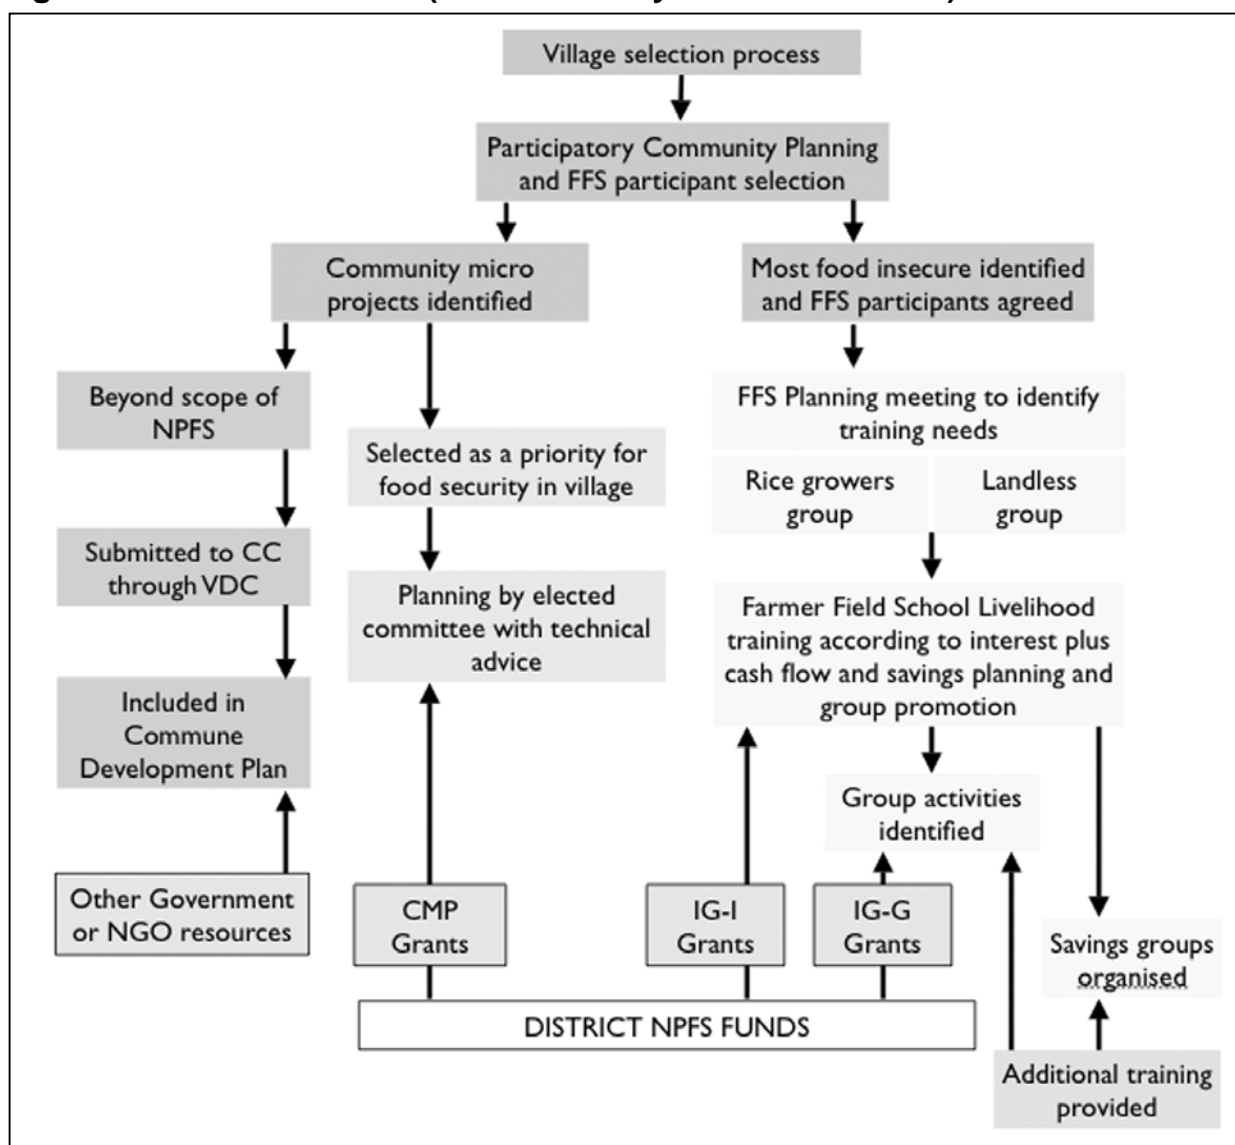 Village selection process
Participatory Community Planning
and FFS participant selection
Community micro
projects identified
Most food insecure identified
and FFS participants agreed
Beyond scope of
NPFS
Selected as a priority for
food security in village
FFS Planning meeting to identify
training needs
Rice growers
group
Landless
group
Submitted to CC
through VDC
Planning by elected
committee with technical
advice
Farmer Field School Livelihood
training according to interest plus
cash flow and savings planning and
group promotion
Included in
Commune
Development Plan
Group activities
identified
Other Government
or NGO resources
CMP
Grants
IG-I
Grants
IG-G
Grants
Savings groups
organised
DISTRICT NPFS FUNDS
Additional training
provided